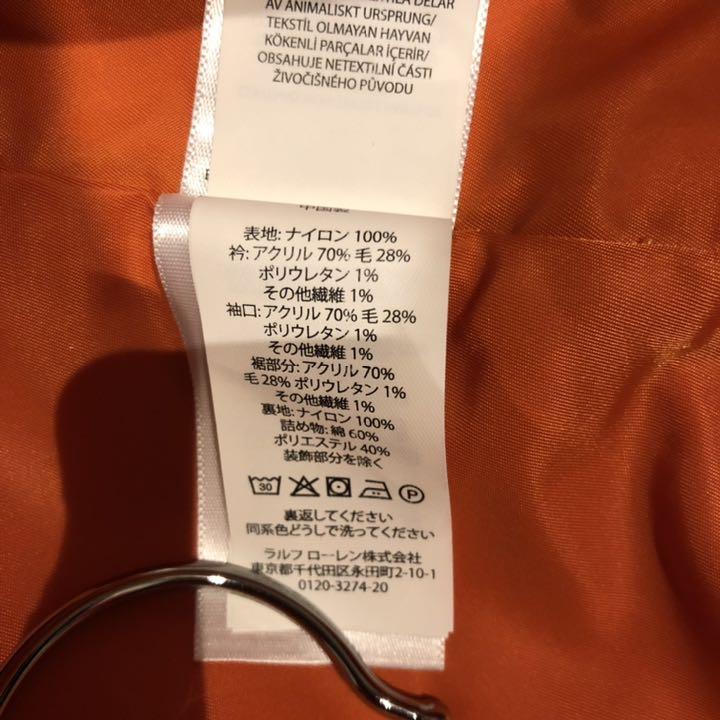 DELAR
AV ANIMALISKT URSPRUNG/
TEKSTİL OLMAYAN HAYVAN
KÖKENLİ PARÇALAR İÇERİR/
OBSAHUJE NETEXTILNÍ ČÁSTI
ŽIVOČIŠNÉHO PŮVODU
表地: ナイロン 100%
衿: アクリル 70% 毛 28%
ポリウレタン 1%
その他繊維 1%
袖口: アクリル 70% 毛 28%
ポリウレタン 1%
その他繊維 1%
裾部分: アクリル 70%
毛 28% ポリウレタン 1%
その他繊維 1%
裏地: ナイロン 100%
詰め物: 綿 60%
ポリエステル 40%
装飾部分を除く
30 P
裏返してください
同系色どうしで洗ってください
ラルフ ローレン株式会社
東京都千代田区永田町2-10-1
0120-3274-20